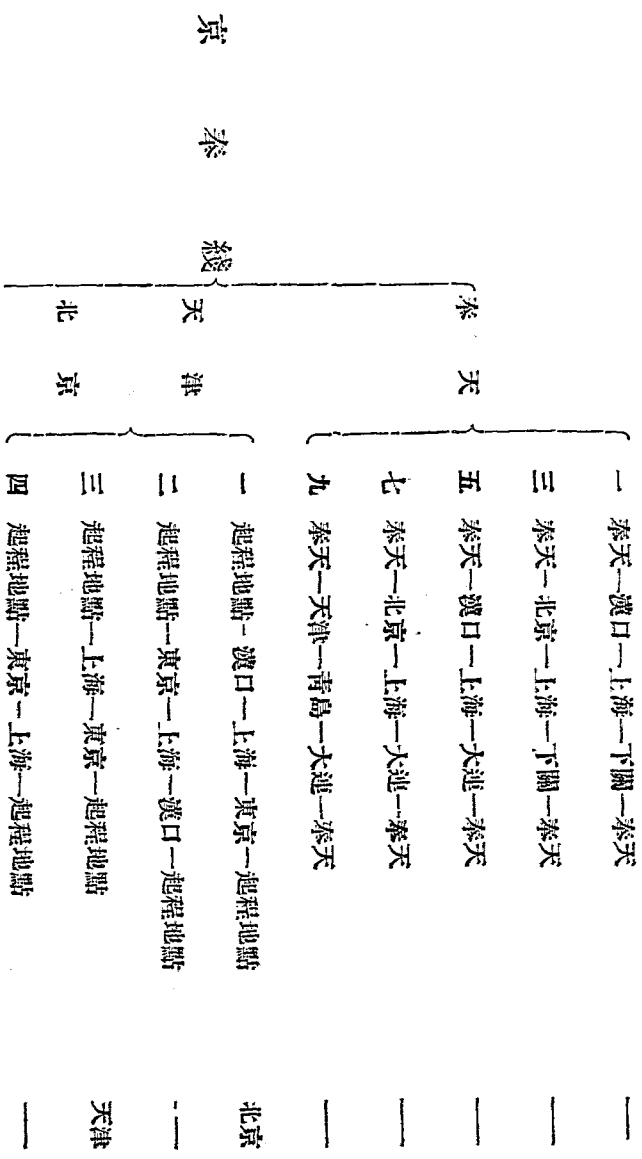 京奉綫
奉天
一 奉天—漢口—上海—下關—奉天 —
三 奉天—北京—上海—下關—奉天 —
五 奉天—漢口—上海—大連—奉天 —
七 奉天—北京—上海—大連—奉天 —
九 奉天—天津—青島—大連—奉天 —
天津
北京
一 起程地點—漢口—上海—東京—起程地點 北京
二 起程地點—東京—上海—漢口—起程地點 —
三 起程地點—上海—東京—起程地點 天津
四 起程地點—東京—上海—起程地點 —